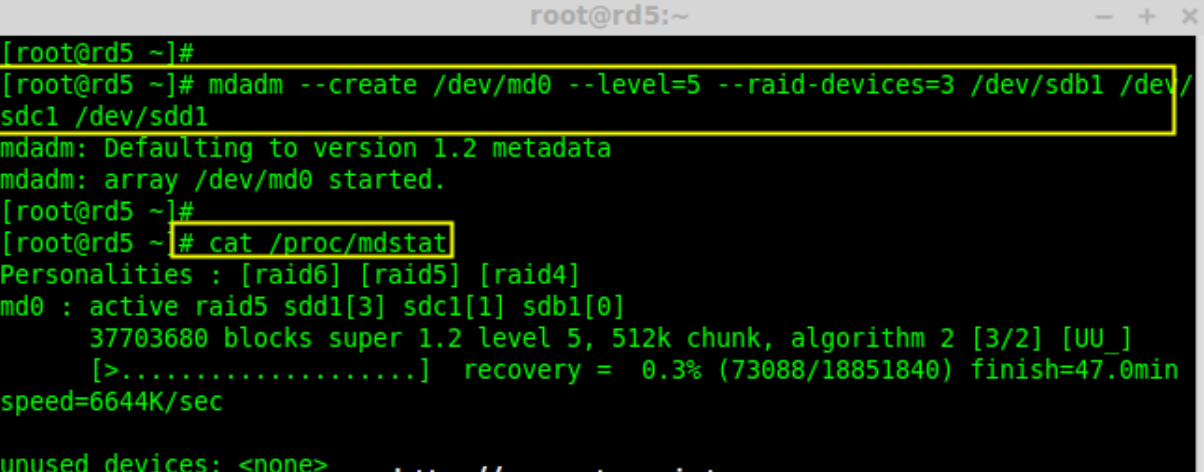 root@rd5:~
[root@rd5 ~]#
[root@rd5 ~]# mdadm --create /dev/md0 --level=5 --raid-devices=3 /dev/sdb1 /dev/
sdc1 /dev/sdd1
mdadm: Defaulting to version 1.2 metadata
mdadm: array /dev/md0 started.
[root@rd5 ~]#
[root@rd5 ~]# cat /proc/mdstat
Personalities : [raid6] [raid5] [raid4]
md0 : active raid5 sdd1[3] sdc1[1] sdb1[0]
      37703680 blocks super 1.2 level 5, 512k chunk, algorithm 2 [3/2] [UU_]
      [>....................]  recovery =  0.3% (73088/18851840) finish=47.0min
speed=6644K/sec
unused devices: <none>